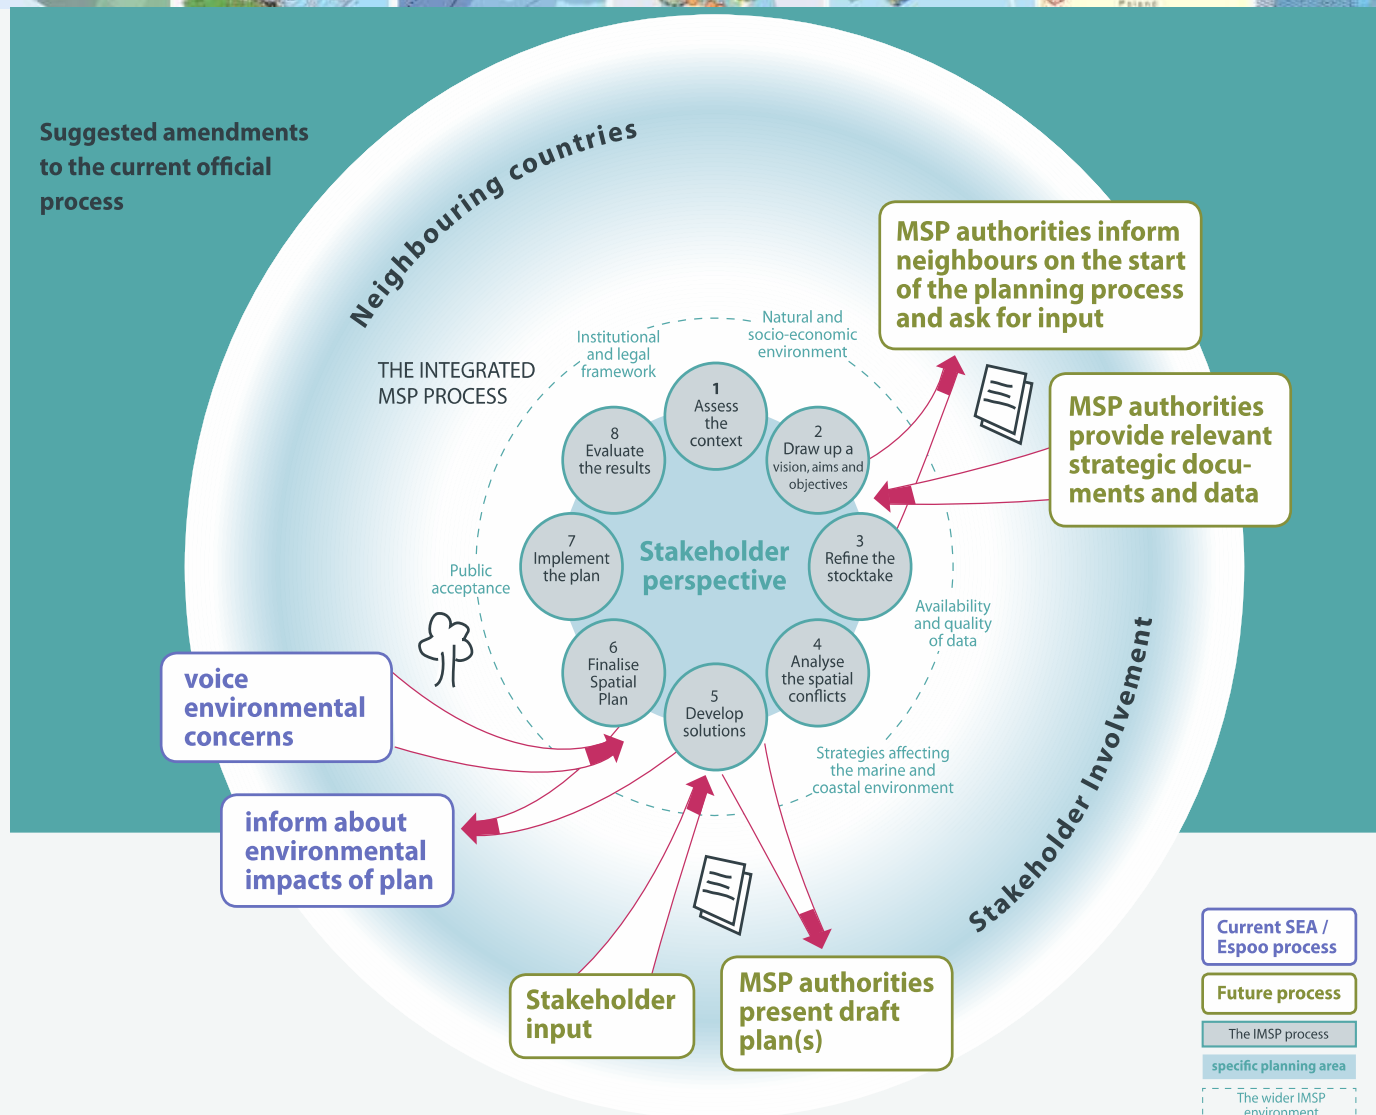 Poland
Suggested amendments
to the current official
process
Neighbouring countries
MSP authorities inform
neighbours on the start
of the planning process
and ask for input
Natural and
socio-economic
environment
Institutional
and legal
framework
THE INTEGRATED
MSP PROCESS
MSP authorities
provide relevant
strategic docu-
ments and data
1
Assess
the
context
2
Draw up a
vision, aims and
objectives
8
Evaluate
the results
3
Refine the
stocktake
7
Implement
the plan
Stakeholder
perspective
Public
acceptance
Availability
and quality
of data
4
Analyse
the spatial
conflicts
6
Finalise
Spatial
Plan
5
Develop
solutions
Stakeholder Involvement
voice
environmental
concerns
Strategies affecting
the marine and
coastal environment
inform about
environmental
impacts of plan
Stakeholder
input
MSP authorities
present draft
plan(s)
Current SEA /
Espoo process
Future process
The IMSP process
specific planning area
The wider IMSP
environment